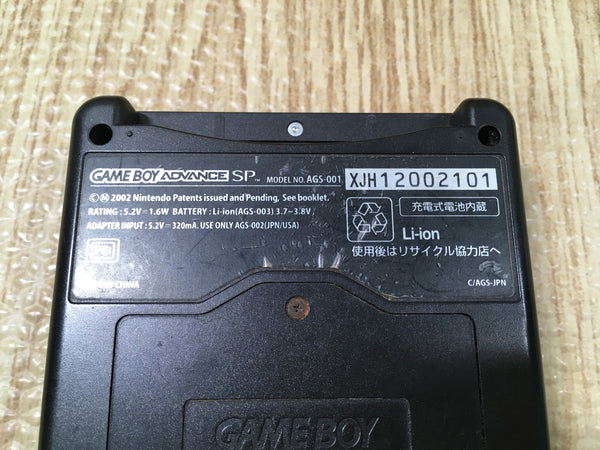 GAME BOY ADVANCE SP™ MODEL NO. AGS-001 XJH12002101
©Ⓜ 2002 Nintendo Patents issued and Pending, See booklet.
RATING : 5.2V⎓1.6W BATTERY : Li-ion(AGS-003) 3.7⎓3.8V
ADAPTER INPUT : 5.2V⎓320mA. USE ONLY AGS-002(JPN/USA)
充電式電池内蔵
Li-ion
使用後はリサイクル協力店へ
CHINA
C/AGS-JPN
GAME BOY